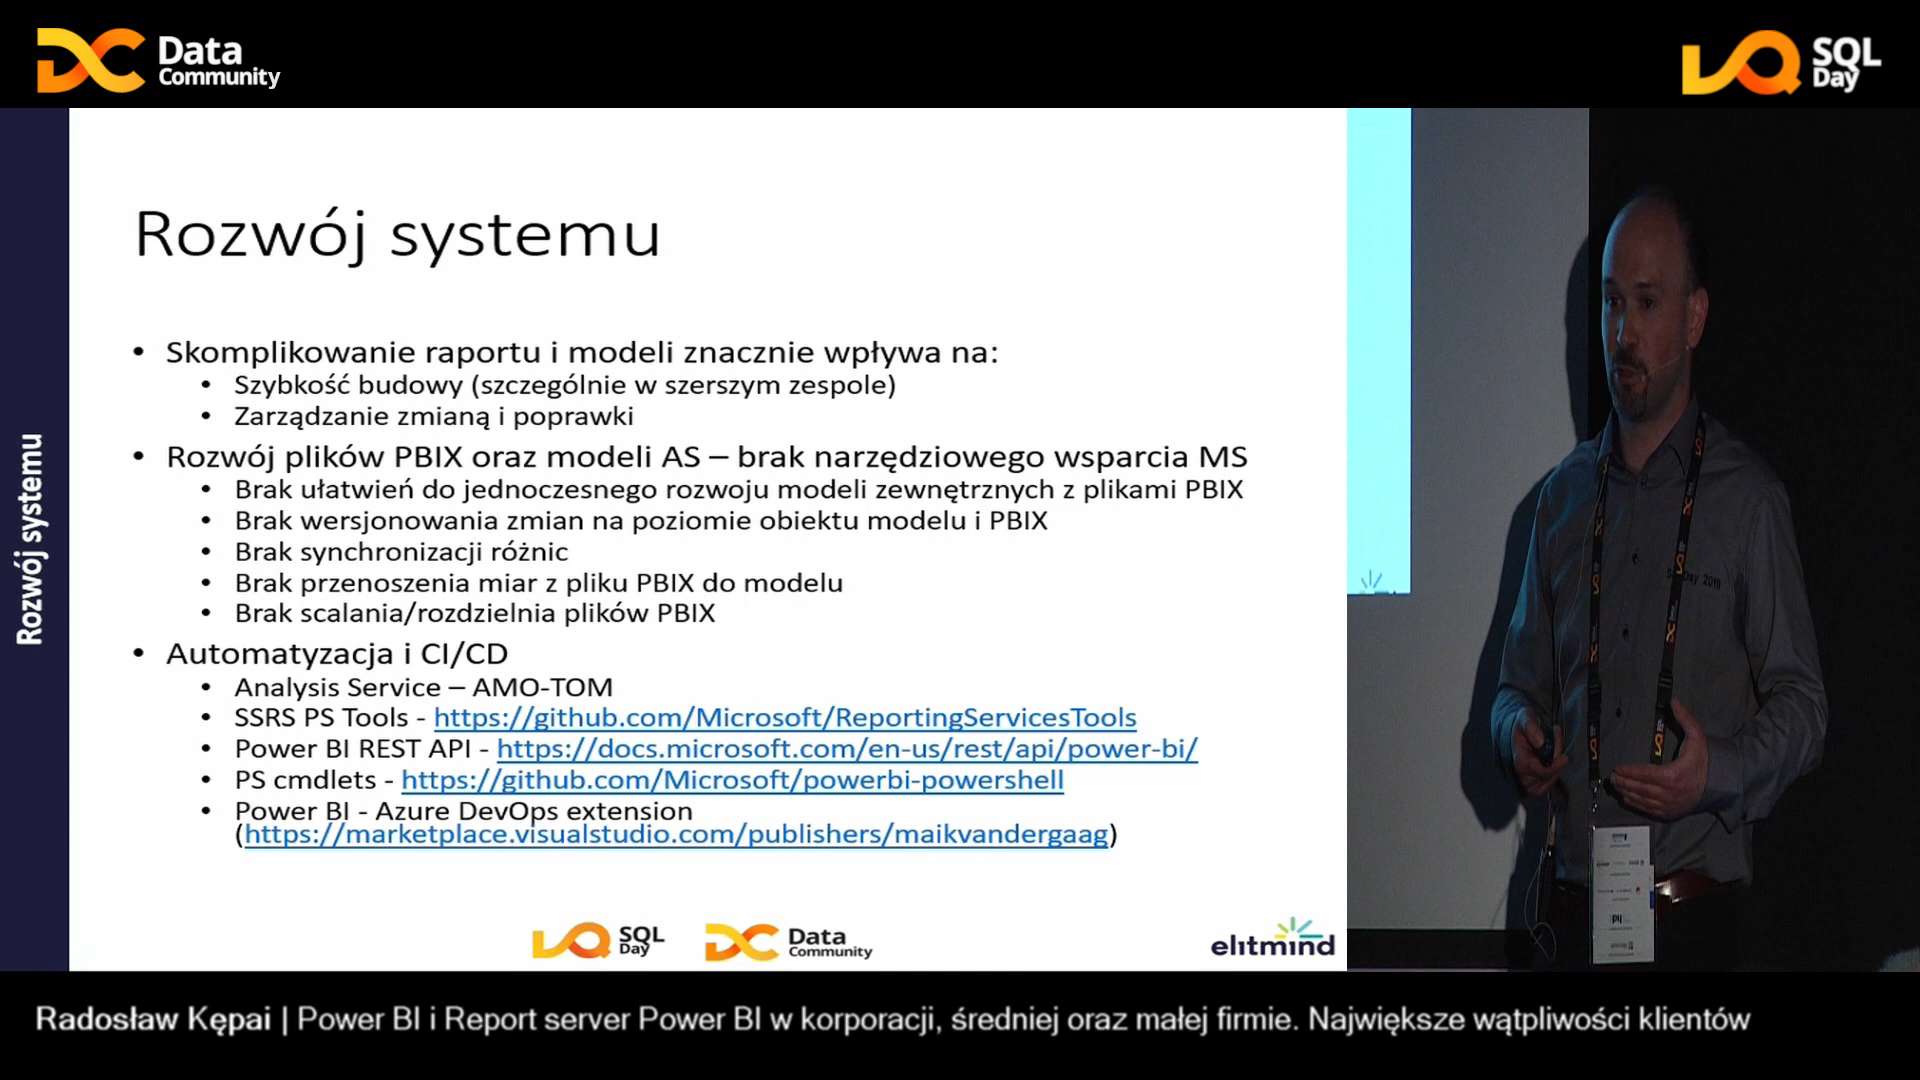 Data
Community
SQL
Day
Rozwój systemu
Rozwój systemu
• Skomplikowanie raportu i modeli znacznie wpływa na:
• Szybkość budowy (szczególnie w szerszym zespole)
• Zarządzanie zmianą i poprawki
• Rozwój plików PBIX oraz modeli AS – brak narzędziowego wsparcia MS
• Brak ułatwień do jednoczesnego rozwoju modeli zewnętrznych z plikami PBIX
• Brak wersjonowania zmian na poziomie obiektu modelu i PBIX
• Brak synchronizacji różnic
• Brak przenoszenia miar z pliku PBIX do modelu
• Brak scalania/rozdzielnia plików PBIX
• Automatyzacja i CI/CD
• Analysis Service – AMO-TOM
• SSRS PS Tools - https://github.com/Microsoft/ReportingServicesTools
• Power BI REST API - https://docs.microsoft.com/en-us/rest/api/power-bi/
• PS cmdlets - https://github.com/Microsoft/powerbi-powershell
• Power BI - Azure DevOps extension
(https://marketplace.visualstudio.com/publishers/maikvandergaag)
SQL
Day
Data
Community
elitmind
Radosław Kępai | Power BI i Report server Power BI w korporacji, średniej oraz małej firmie. Największe wątpliwości klientów